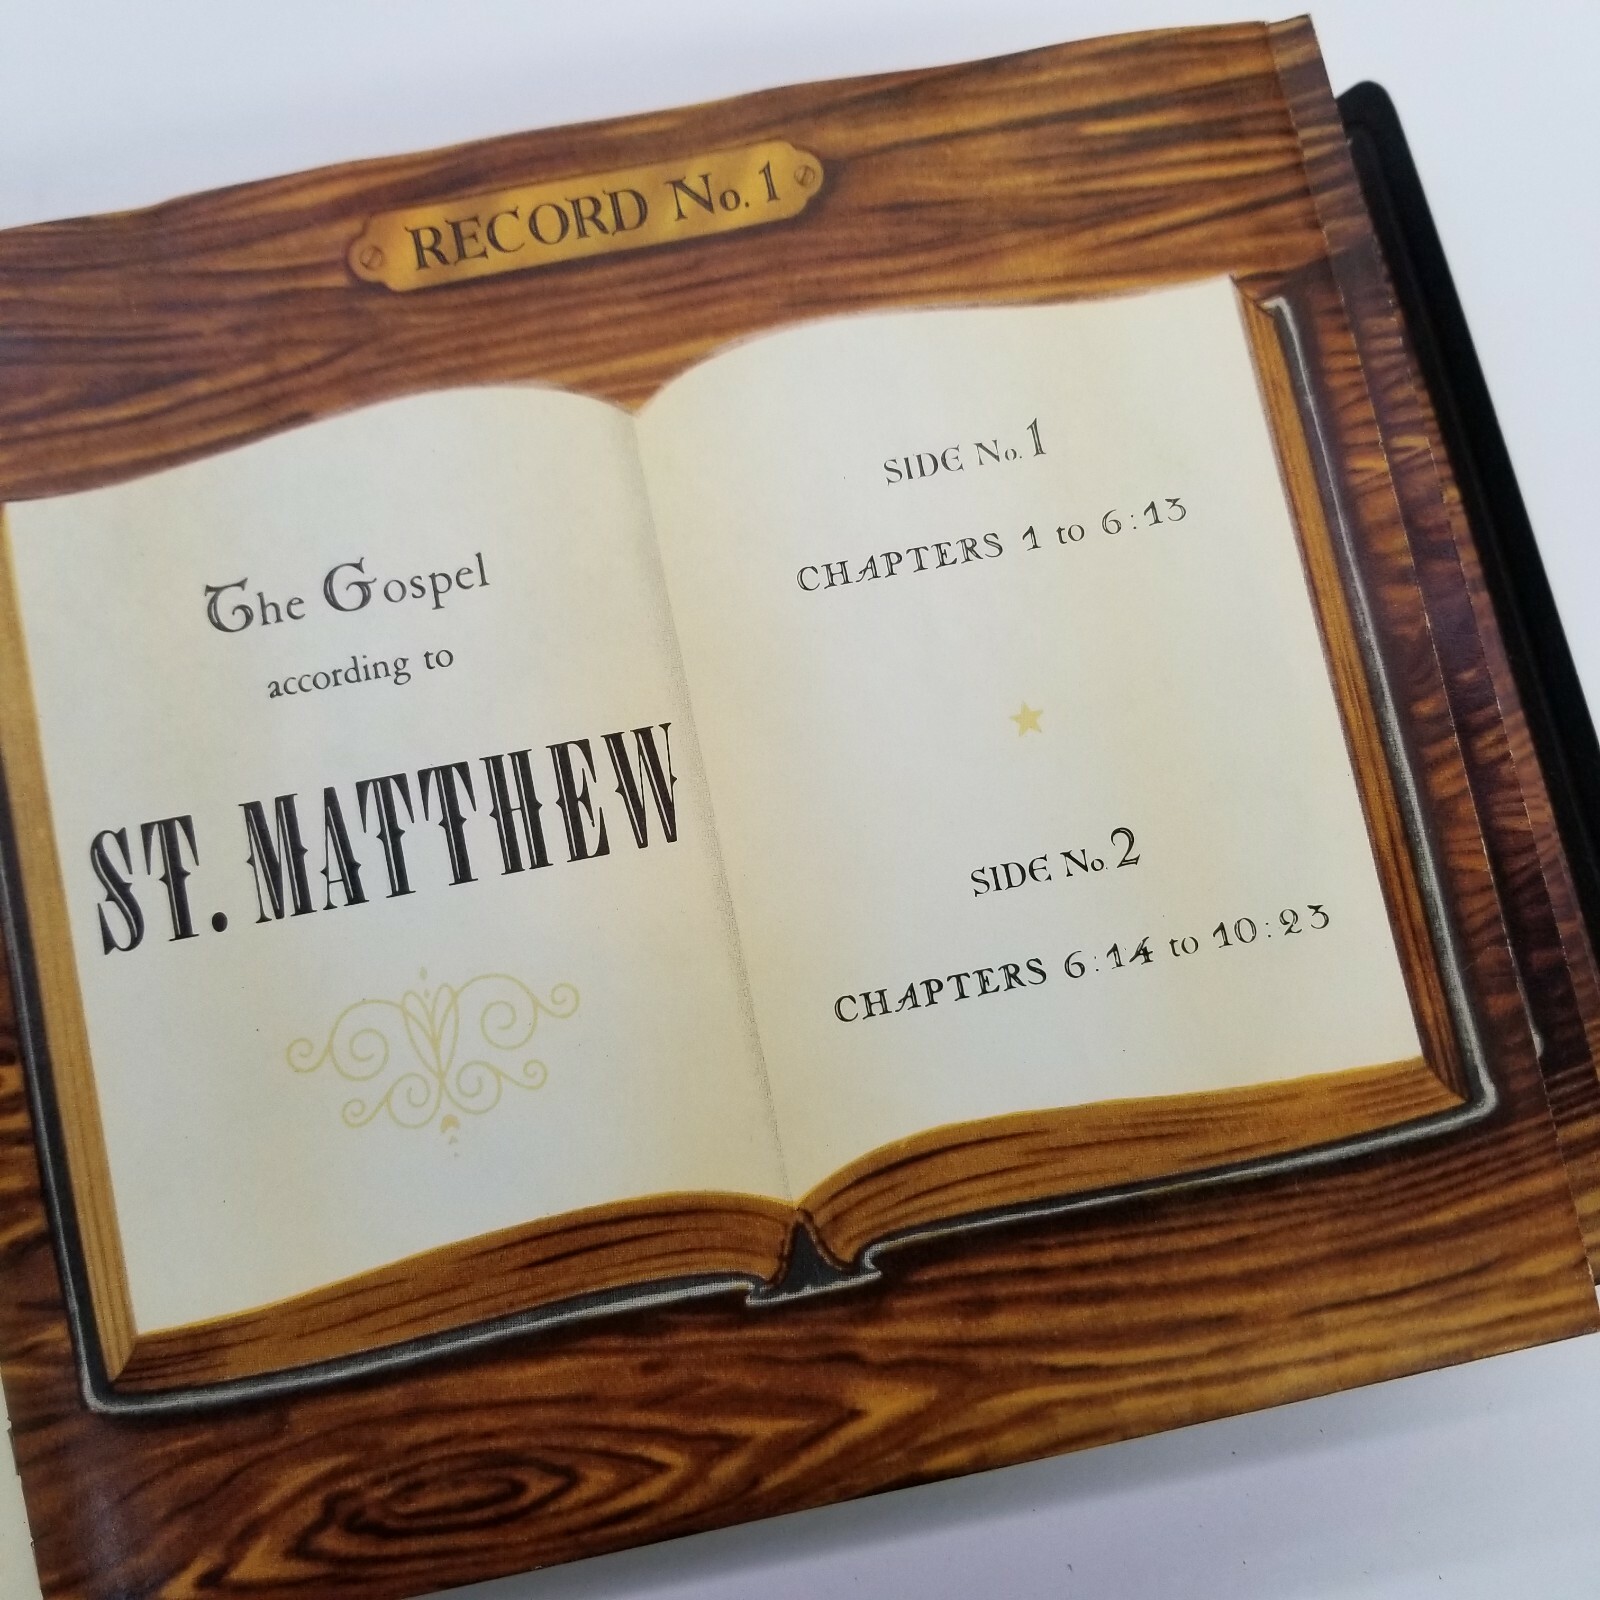 RECORD No. 1
The Gospel
according to
ST. MATTHEW
SIDE No. 1
CHAPTERS 1 to 6:13
SIDE No. 2
CHAPTERS 6:14 to 10:23